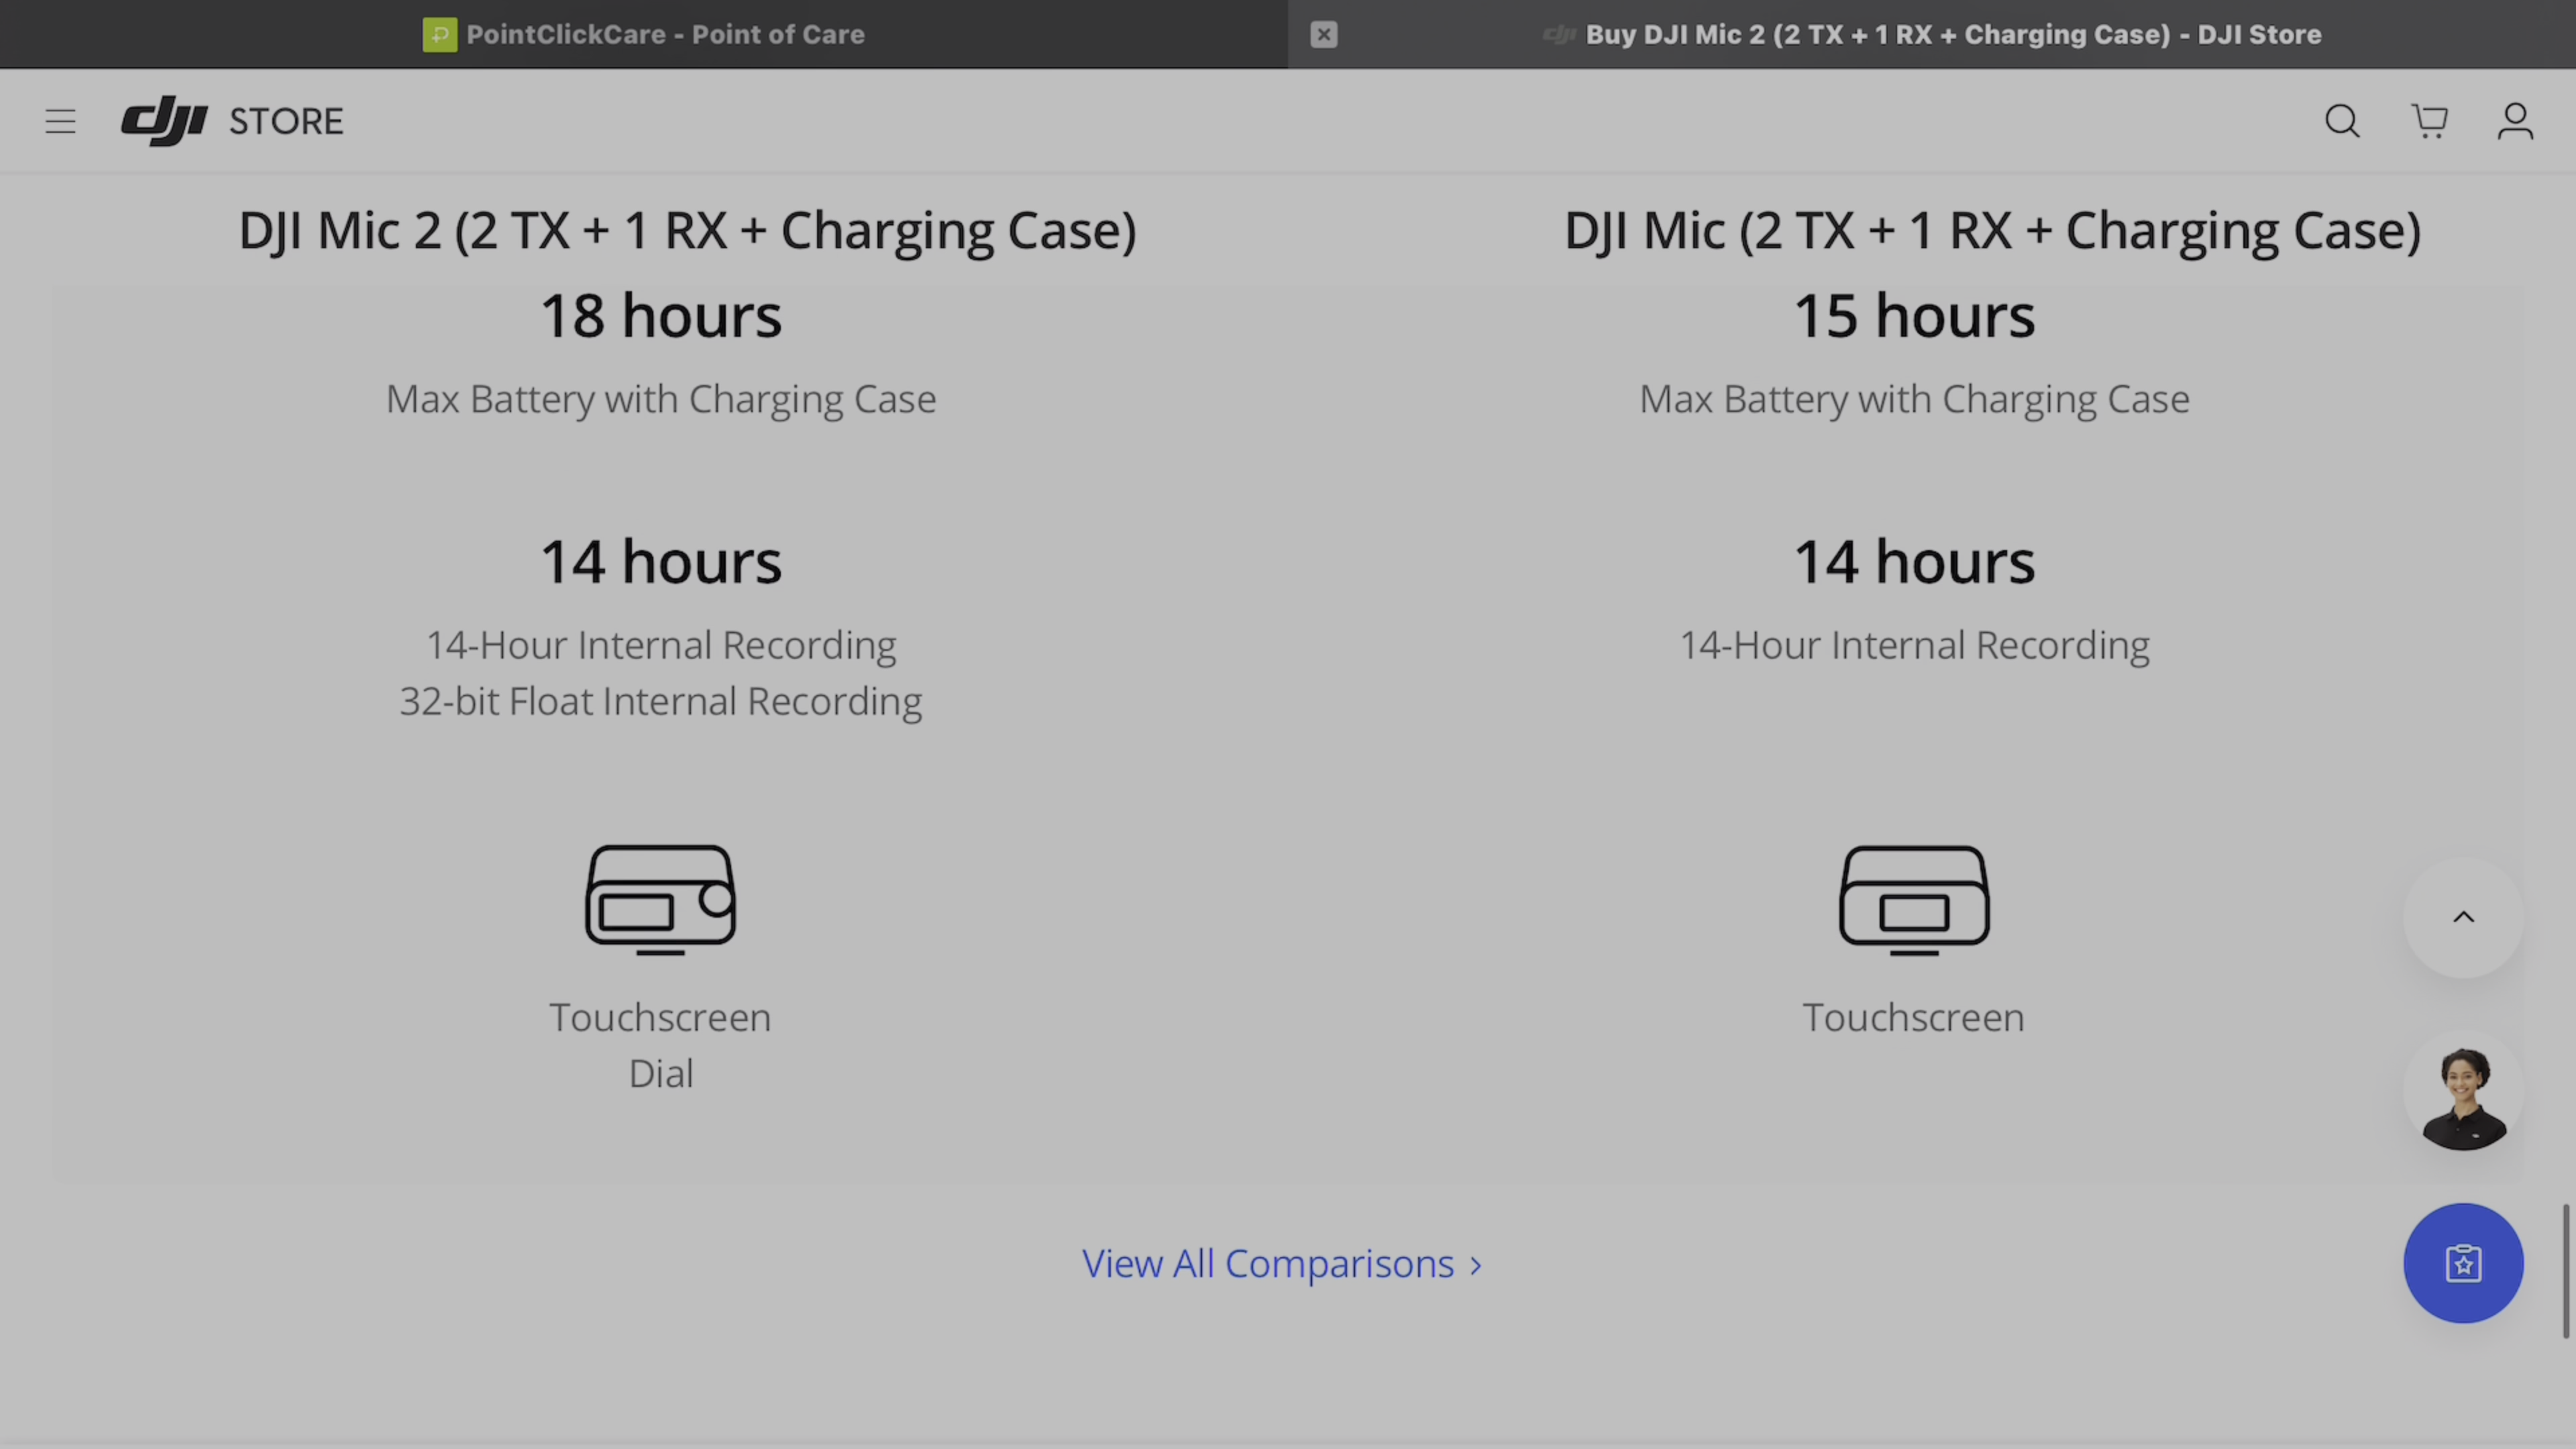 PointClickCare - Point of Care
Buy DJI Mic 2 (2 TX + 1 RX + Charging Case) - DJI Store
dji STORE
DJI Mic 2 (2 TX + 1 RX + Charging Case)
DJI Mic (2 TX + 1 RX + Charging Case)
18 hours
15 hours
Max Battery with Charging Case
Max Battery with Charging Case
14 hours
14 hours
14-Hour Internal Recording
14-Hour Internal Recording
32-bit Float Internal Recording
Touchscreen
Touchscreen
Dial
View All Comparisons >